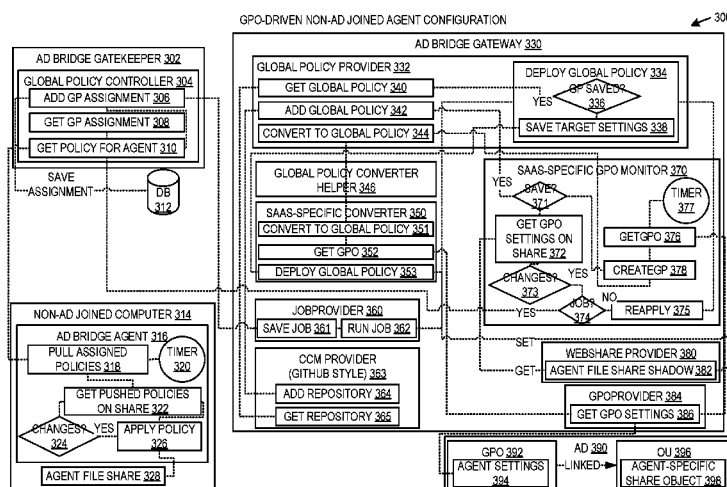 GPO-DRIVEN NON-AD JOINED AGENT CONFIGURATION
300
AD BRIDGE GATEKEEPER 302
GLOBAL POLICY CONTROLLER 304
ADD GP ASSIGNMENT 306
GET GP ASSIGNMENT 308
GET POLICY FOR AGENT 310
SAVE
ASSIGNMENT
DB
312
NON-AD JOINED COMPUTER 314
AD BRIDGE AGENT 316
PULL ASSIGNED
POLICIES 318
TIMER
320
GET PUSHED POLICIES
ON SHARE 322
CHANGES?
324
YES
APPLY POLICY
326
AGENT FILE SHARE 328
AD BRIDGE GATEWAY 330
GLOBAL POLICY PROVIDER 332
GET GLOBAL POLICY 340
ADD GLOBAL POLICY 342
CONVERT TO GLOBAL POLICY 344
DEPLOY GLOBAL POLICY 334
GP SAVED?
336
YES
SAVE TARGET SETTINGS 338
GLOBAL POLICY CONVERTER
HELPER 346
SAAS-SPECIFIC CONVERTER 350
CONVERT TO GLOBAL POLICY 351
GET GPO 352
DEPLOY GLOBAL POLICY 353
JOBPROVIDER 360
SAVE JOB 361
RUN JOB 362
CCM PROVIDER
(GITHUB STYLE) 363
ADD REPOSITORY 364
GET REPOSITORY 365
SAAS-SPECIFIC GPO MONITOR 370
YES
SAVE?
371
TIMER
377
GET GPO
SETTINGS ON
SHARE 372
GETGPO 376
CHANGES?
373
YES
CREATEGP 378
YES
JOB?
374
NO
REAPPLY 375
SET
GET
WEBSHARE PROVIDER 380
AGENT FILE SHARE SHADOW 382
GPOPROVIDER 384
GET GPO SETTINGS 386
AD 390
GPO 392
AGENT SETTINGS
394
LINKED
OU 396
AGENT-SPECIFIC
SHARE OBJECT 398